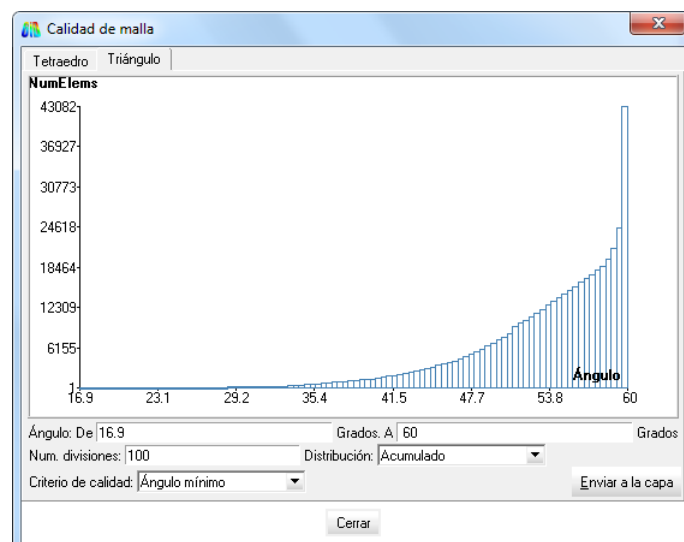 Calidad de malla
Tetraedro Triángulo
NumElems
43082
36927
30773
24618
18464
12309
6155
1
Ángulo
16.9 23.1 29.2 35.4 41.5 47.7 53.8 60
Ángulo: De 16.9 Grados. A 60 Grados
Num. divisiones: 100 Distribución: Acumulado
Criterio de calidad: Ángulo mínimo Enviar a la capa
Cerrar